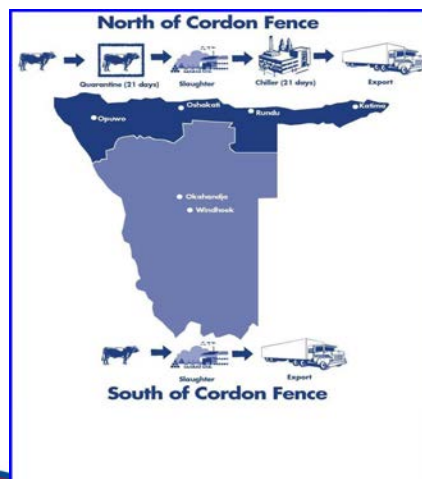 North of Cordon Fence
Quarantine (21 days)
Slaughter
Chiller (21 days)
Export
Opuwo
Oshakati
Rundu
Katima
Okahandja
Windhoek
Slaughter
Export
South of Cordon Fence